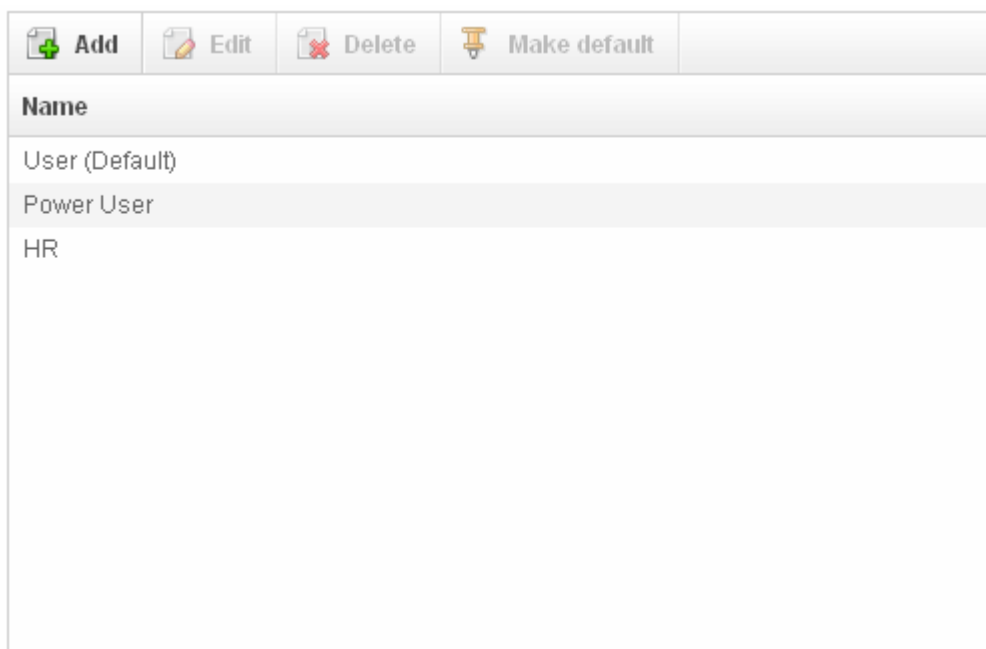 Add Edit Delete Make default
Name
User (Default)
Power User
HR